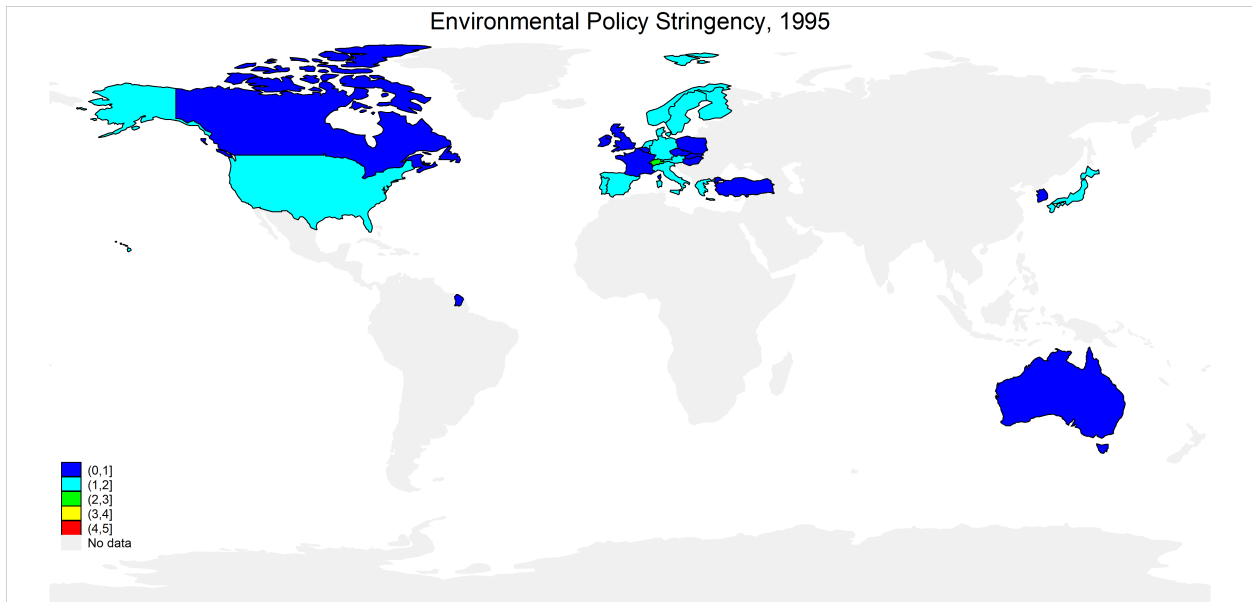 Environmental Policy Stringency, 1995
(0,1]
(1,2]
(2,3]
(3,4]
(4,5]
No data